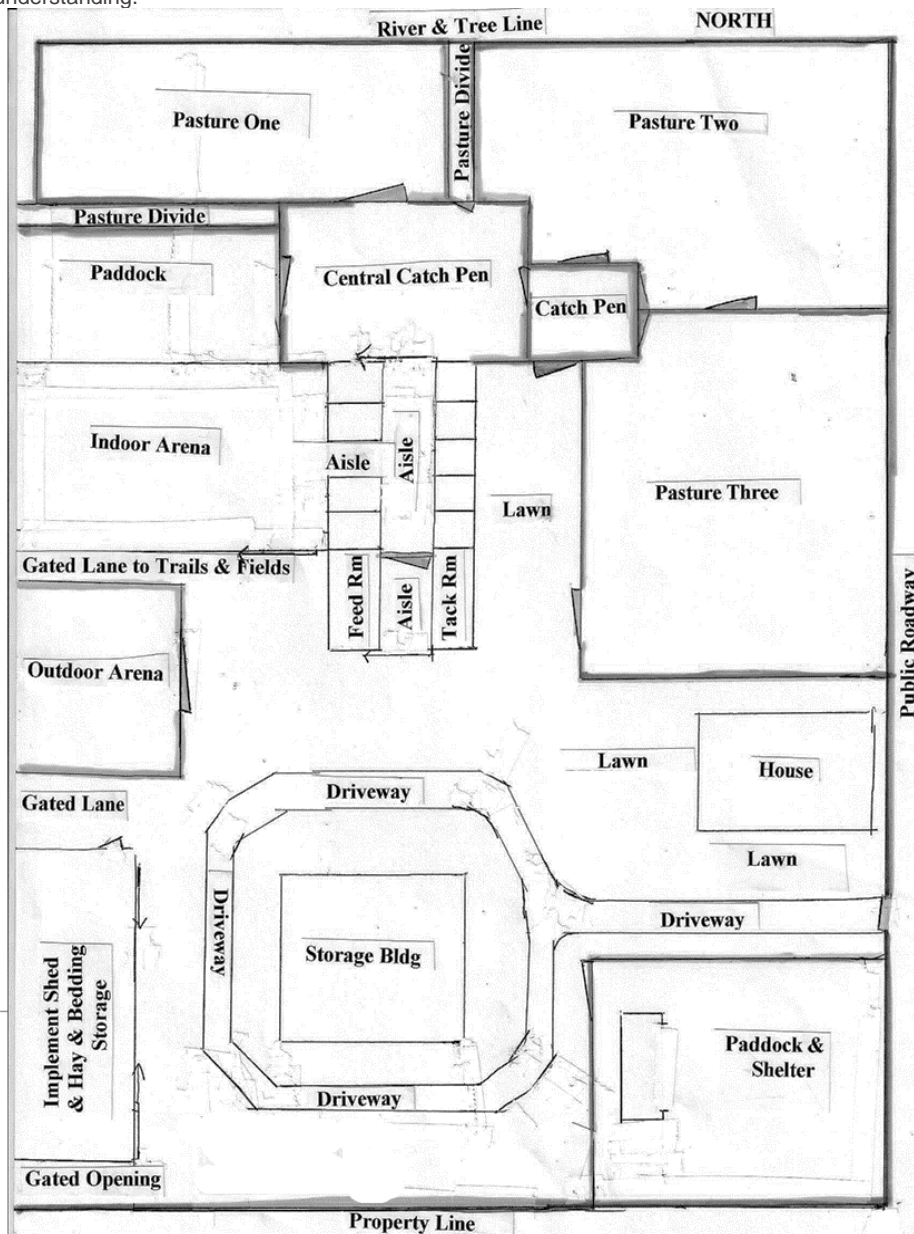 understanding.
River & Tree Line
NORTH
Pasture One
Pasture Divide
Pasture Two
Pasture Divide
Paddock
Central Catch Pen
Catch Pen
Indoor Arena
Aisle
Aisle
Lawn
Pasture Three
Gated Lane to Trails & Fields
Feed Rm
Aisle
Tack Rm
Public Roadway
Outdoor Arena
Lawn
House
Gated Lane
Driveway
Lawn
Driveway
Driveway
Storage Bldg
Implement Shed
& Hay & Bedding
Storage
Paddock &
Shelter
Driveway
Gated Opening
Property Line